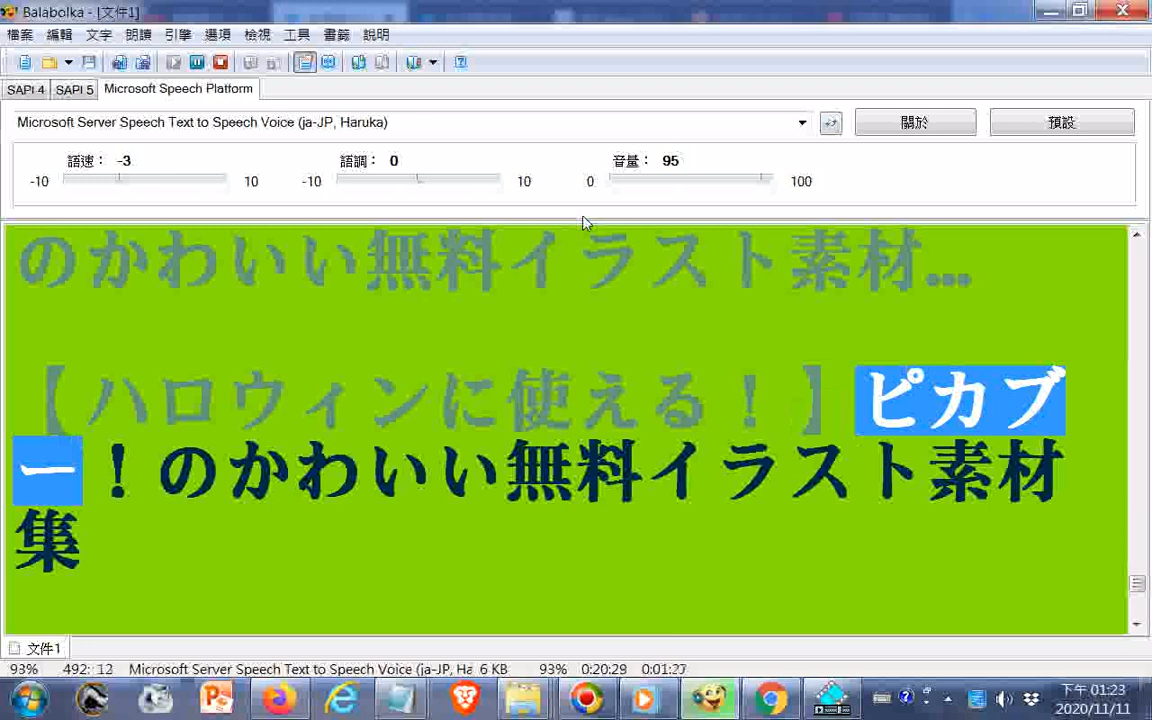 Balabolka - [文件1]
檔案 編輯 文字 朗讀 引擎 選項 檢視 工具 書籤 說明
SAPI 4 SAPI 5 Microsoft Speech Platform
Microsoft Server Speech Text to Speech Voice (ja-JP, Haruka) 關於 預設
語速： -3 語調： 0 音量： 95
-10 10 -10 10 0 100
のかわいい無料イラスト素材...
【ハロウィンに使える！】ピカブ
ー！のかわいい無料イラスト素材
集
文件1
93% 492: 12 Microsoft Server Speech Text to Speech Voice (ja-JP, Ha 6 KB 93% 0:20:29 0:01:27
下午 01:23
2020/11/11